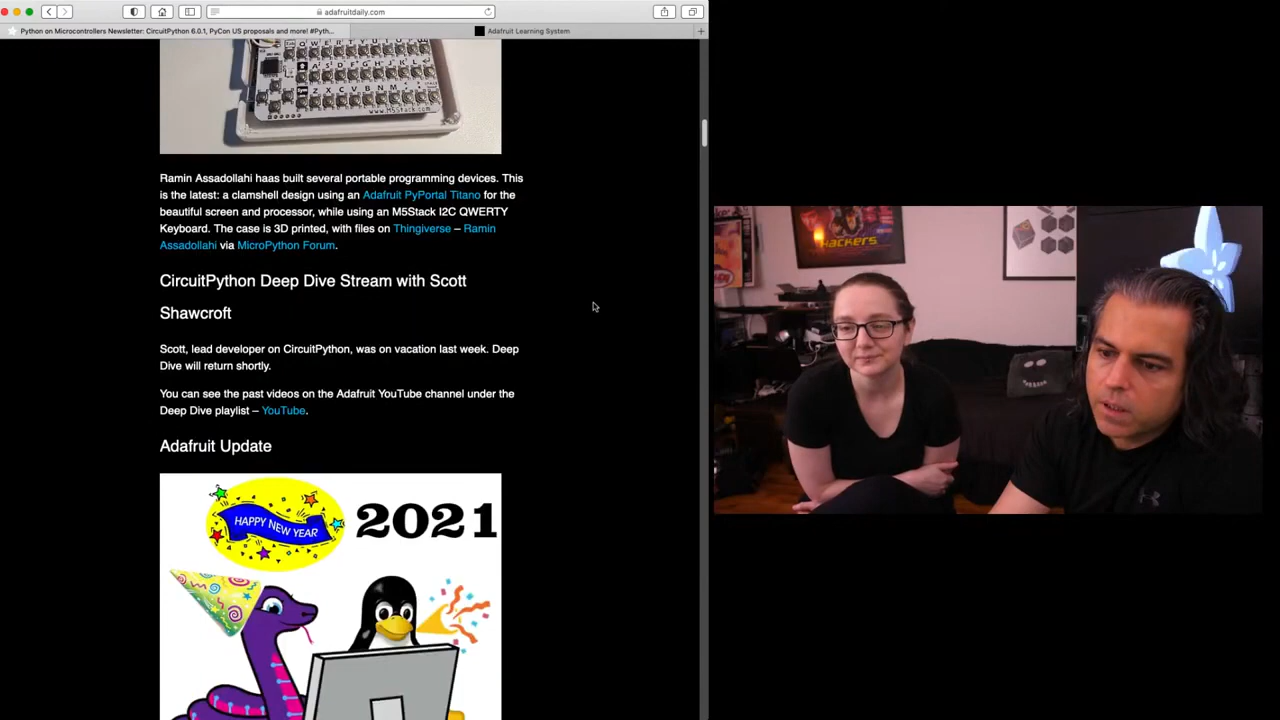 adafruitdaily.com
Python on Microcontrollers Newsletter: CircuitPython 6.0.1, PyCon US proposals and more! #Pyth...
Adafruit Learning System
Q W E R T Y U I O P
A S D F G H J K L
Sym Z X C V B N M
www.M5Stack.com
Ramin Assadollahi haas built several portable programming devices. This
is the latest: a clamshell design using an Adafruit PyPortal Titano for the
beautiful screen and processor, while using an M5Stack I2C QWERTY
Keyboard. The case is 3D printed, with files on Thingiverse – Ramin
Assadollahi via MicroPython Forum.
CircuitPython Deep Dive Stream with Scott
Shawcroft
Scott, lead developer on CircuitPython, was on vacation last week. Deep
Dive will return shortly.
You can see the past videos on the Adafruit YouTube channel under the
Deep Dive playlist – YouTube.
Adafruit Update
HAPPY NEW YEAR
2021
HACKERS